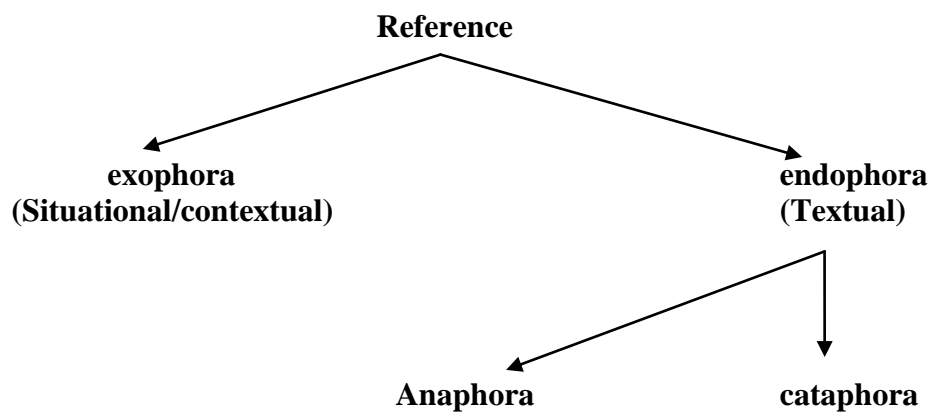 Reference
exophora
(Situational/contextual)
endophora
(Textual)
Anaphora
cataphora